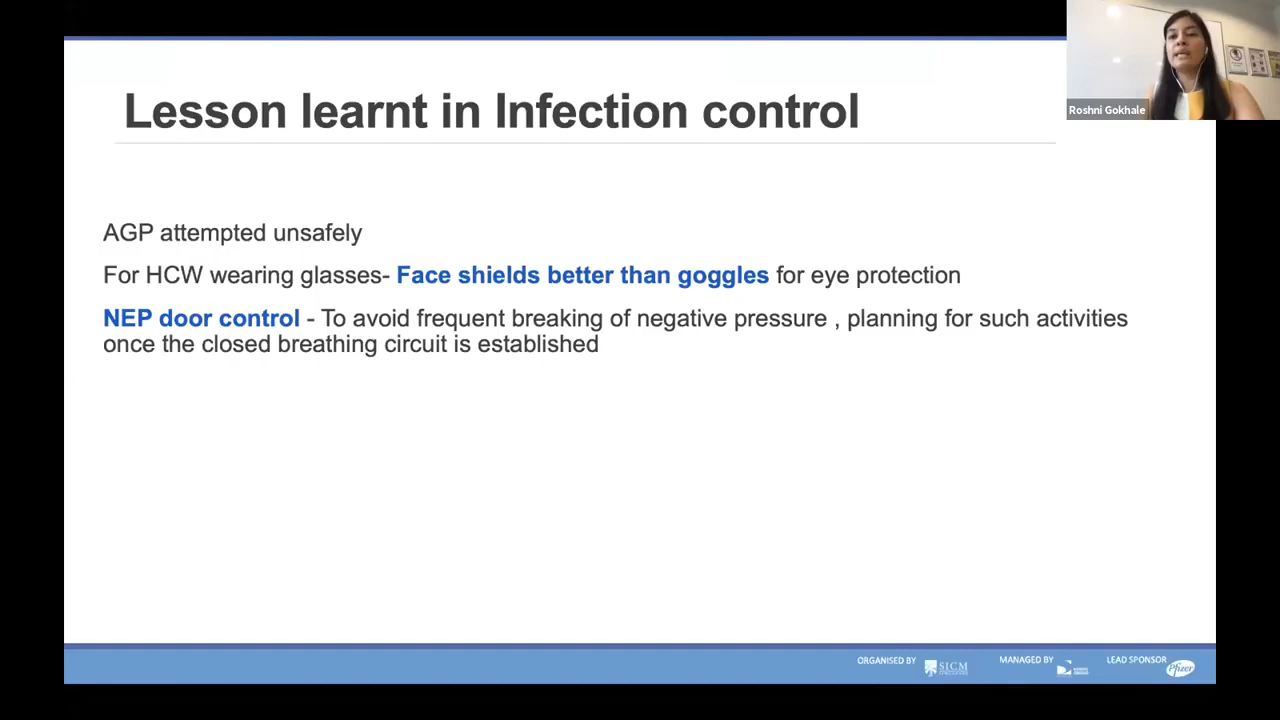 Lesson learnt in Infection control
Roshni Gokhale
AGP attempted unsafely
For HCW wearing glasses- Face shields better than goggles for eye protection
NEP door control - To avoid frequent breaking of negative pressure , planning for such activities
once the closed breathing circuit is established
ORGANISED BY
SICM
MANAGED BY
LEAD SPONSOR
Pfizer